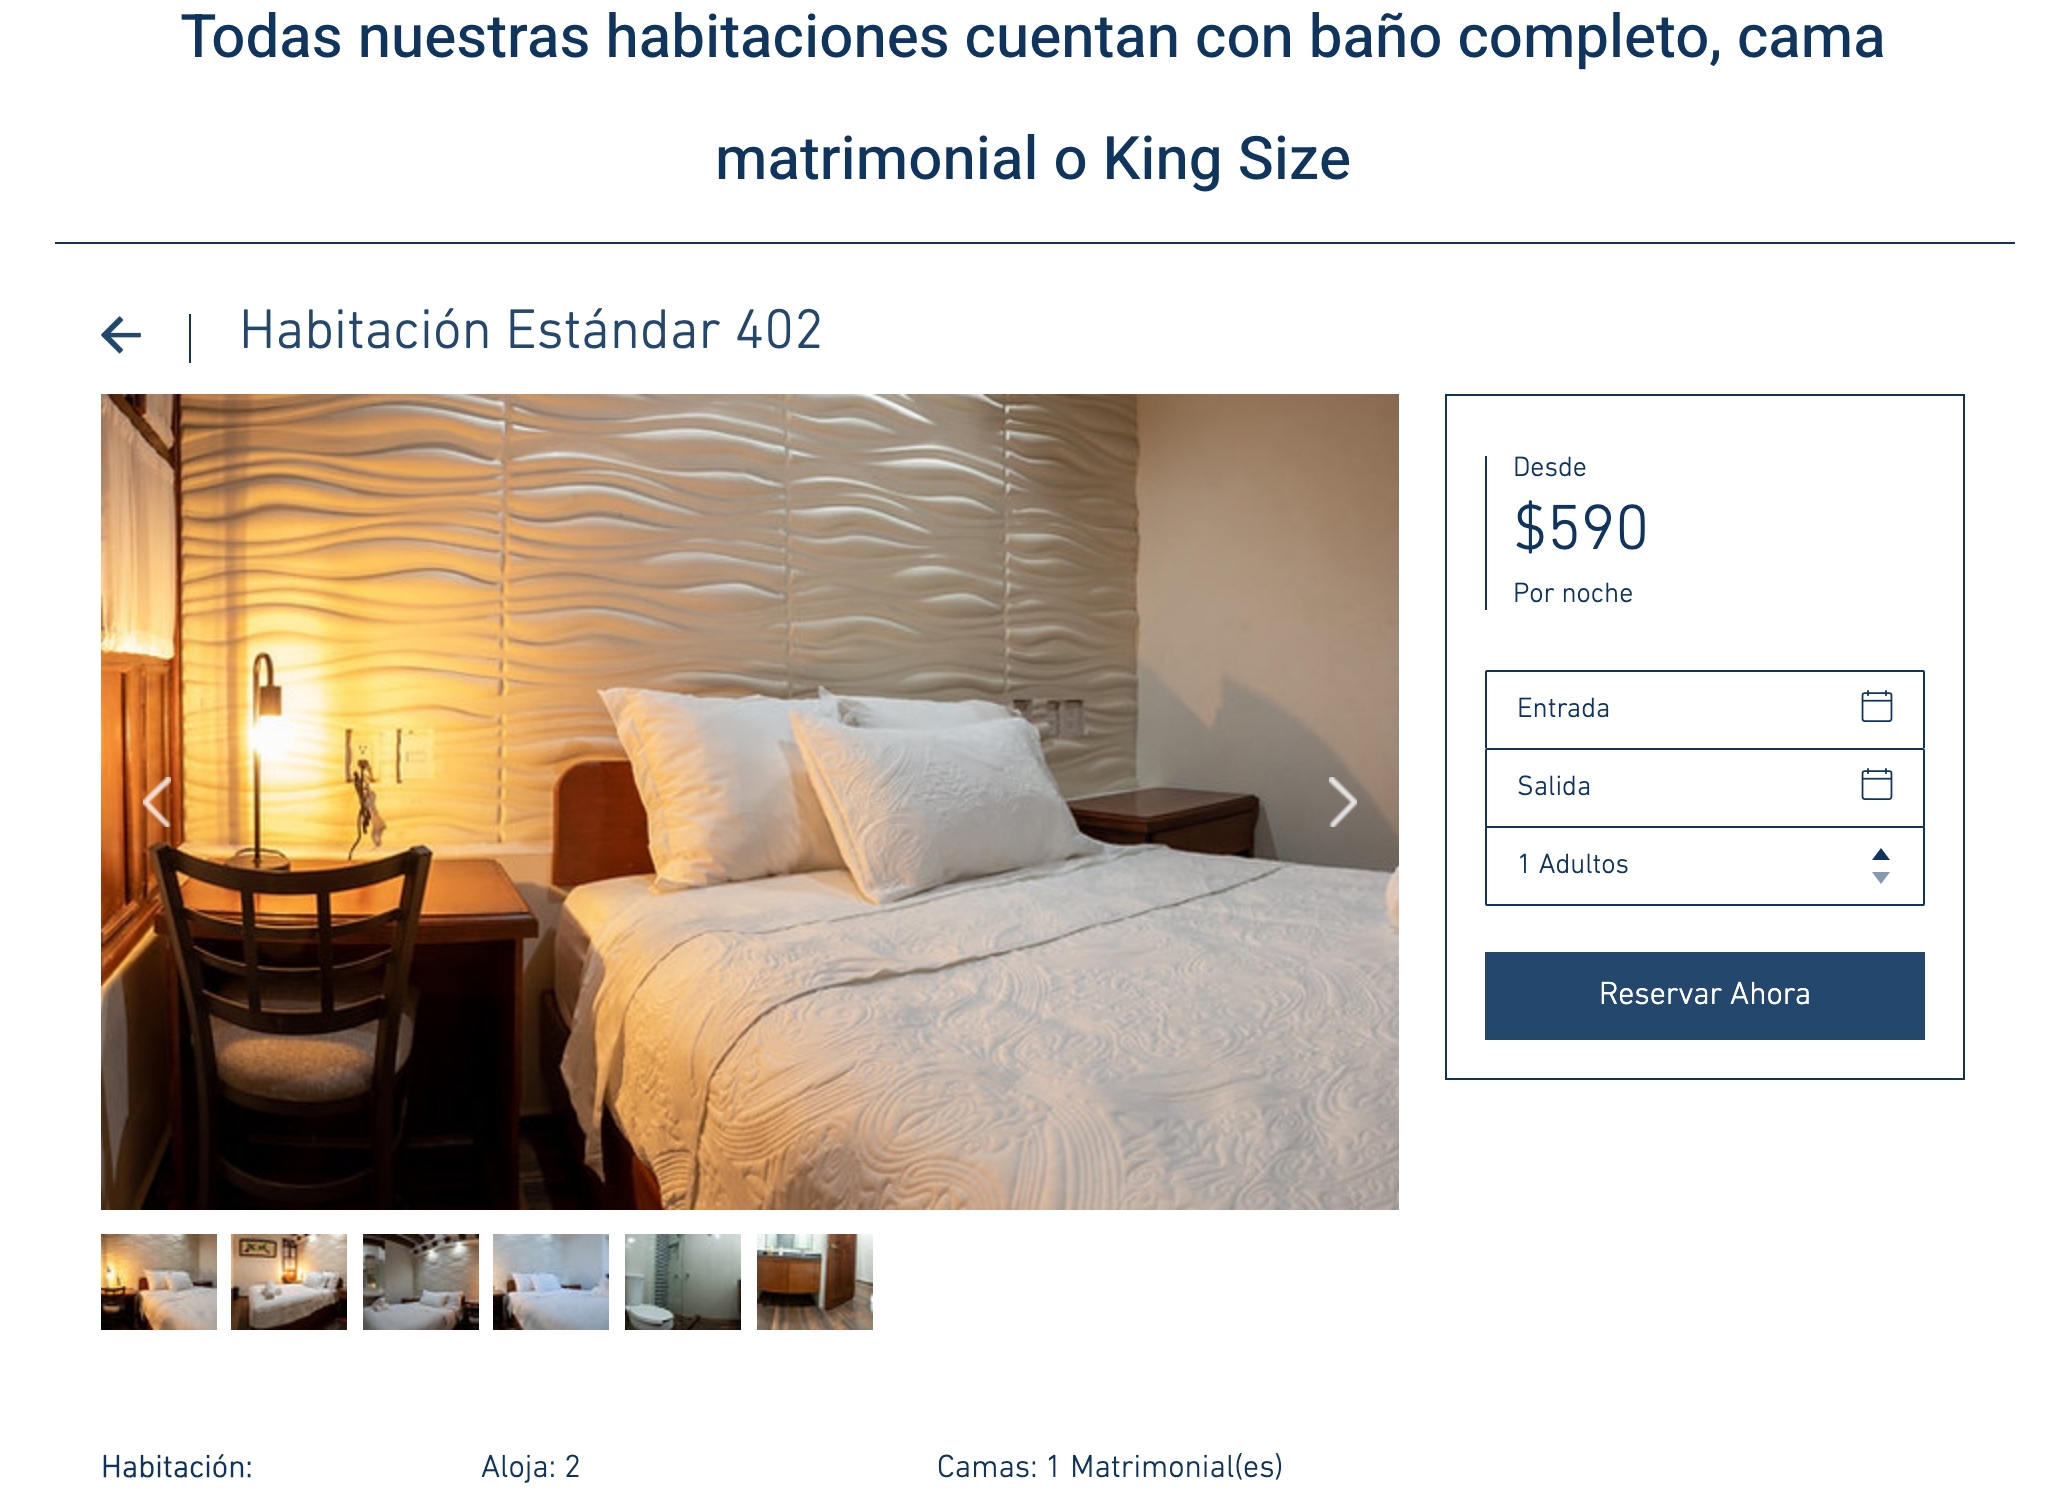 Todas nuestras habitaciones cuentan con baño completo, cama
matrimonial o King Size
Habitación Estándar 402
Desde
$590
Por noche
Entrada
Salida
1 Adultos
Reservar Ahora
Habitación:
Aloja: 2
Camas: 1 Matrimonial(es)